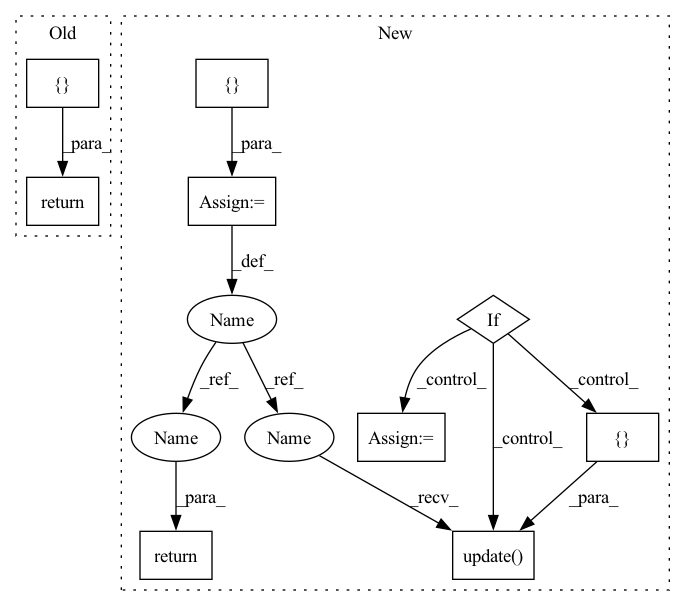 Old
New
{}
{}
_para_
_para_
return
Assign:=
_def_
Name
If
_ref_
_ref_
_control_
_control_
_control_
Name
Name
Assign:=
{}
_para_
_recv_
_para_
return
update()